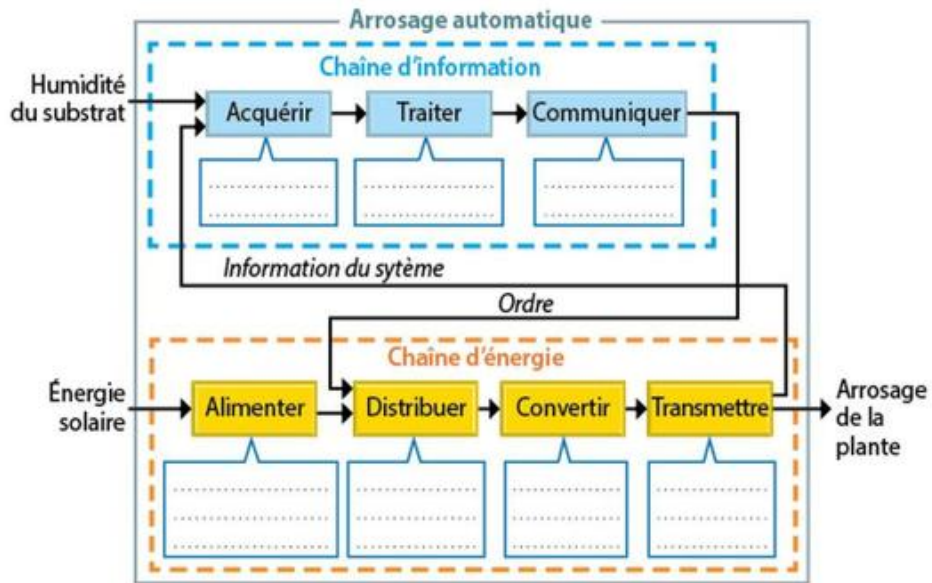 Arrosage automatique
Chaîne d'information
Humidité
du substrat
Acquérir
Traiter
Communiquer
....................
....................
....................
....................
....................
....................
Information du sytème
Ordre
Chaîne d'énergie
Énergie
solaire
Alimenter
Distribuer
Convertir
Transmettre
Arrosage
de la
plante
....................
....................
....................
....................
....................
....................
....................
....................
....................
....................
....................
....................